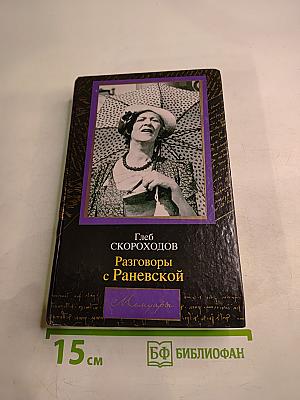 Глеб
СКОРОХОДОВ
Разговоры
с Раневской
Мемуары
15 см
БФ БИБЛИОФАН